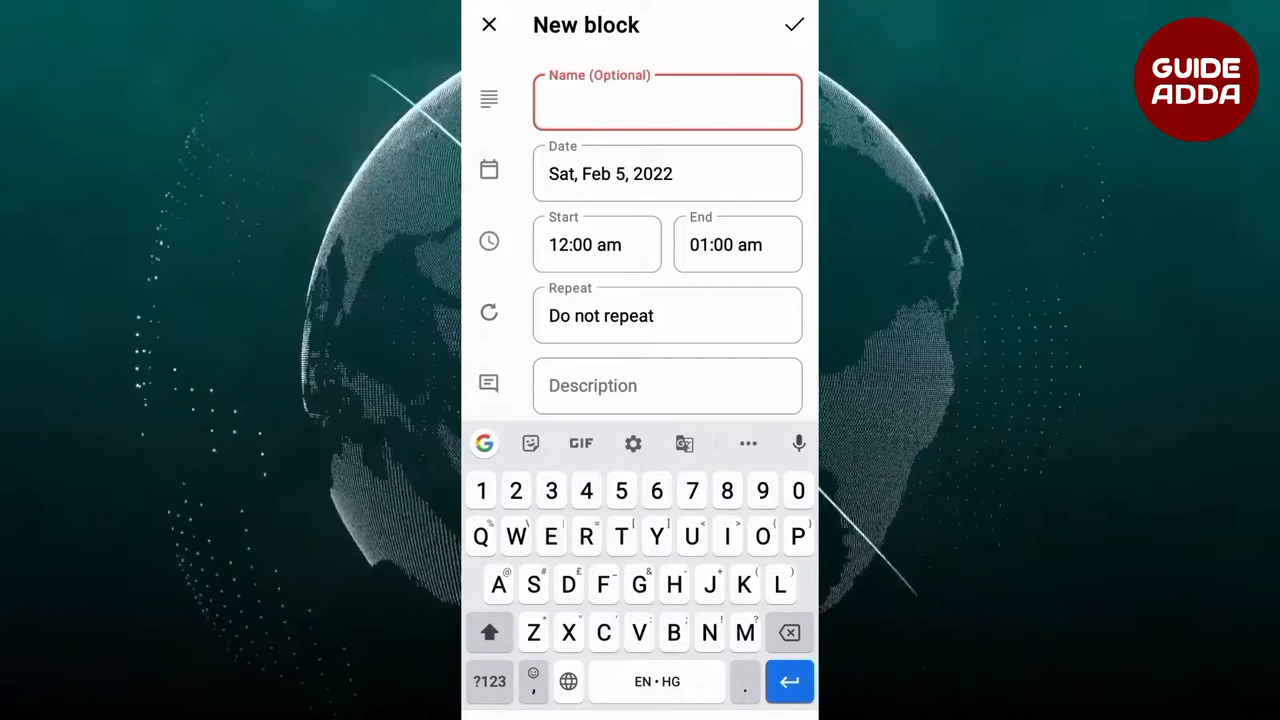 New block
GUIDE
ADDA
Name (Optional)
Date
Sat, Feb 5, 2022
Start
End
12:00 am
01:00 am
Repeat
Do not repeat
Description
G GIF G
1 2 3 4 5 6 7 8 9 0
% \ | = [ ] < > { }
Q W E R T Y U I O P
@ # £ _ & - + ( )
A S D F G H J K L
* " ' : ; ! ?
Z X C V B N M
?123 , EN • HG .